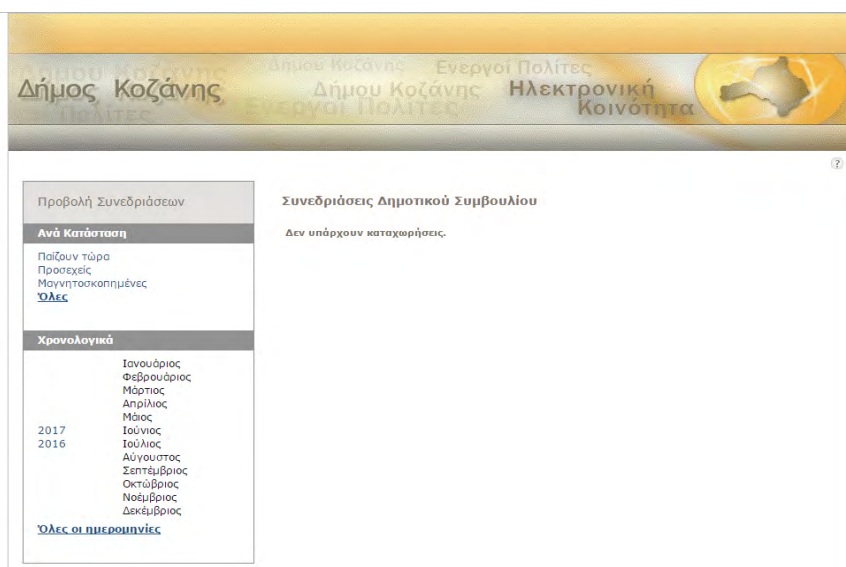 Δήμου Κοζάνης Ενεργοί Πολίτες
Δήμος Κοζάνης
Δήμου Κοζάνης
Ηλεκτρονική
Κοινότητα
Ενεργοί Πολίτες
Πολίτες
?
Προβολή Συνεδριάσεων
Συνεδριάσεις Δημοτικού Συμβουλίου
Ανά Κατάσταση
Δεν υπάρχουν καταχωρήσεις.
Παίζουν τώρα
Προσεχείς
Μαγνητοσκοπημένες
Όλες
Χρονολογικά
Ιανουάριος
Φεβρουάριος
Μάρτιος
Απρίλιος
Μάιος
2017 Ιούνιος
2016 Ιούλιος
Αύγουστος
Σεπτέμβριος
Οκτώβριος
Νοέμβριος
Δεκέμβριος
Όλες οι ημερομηνίες